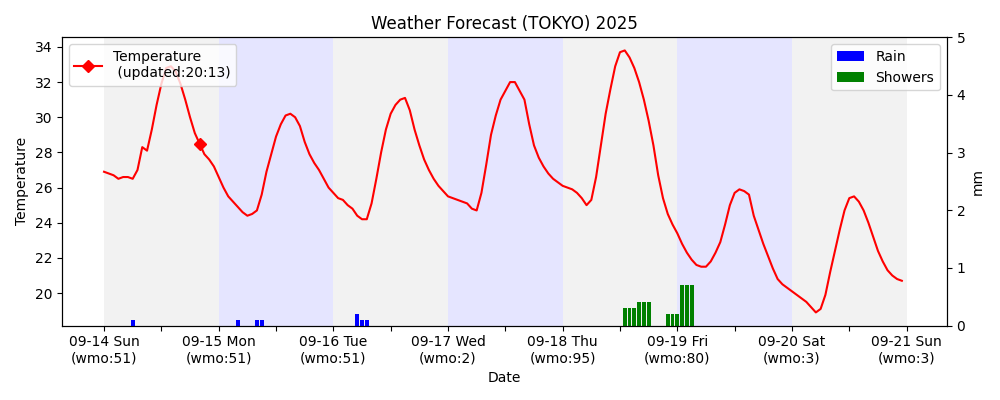 Weather Forecast (TOKYO) 2025
Temperature
(updated:20:13)
Rain
Showers
Temperature
34
32
30
28
26
24
22
20
5
4
3
2
1
0
mm
09-14 Sun
(wmo:51)
09-15 Mon
(wmo:51)
09-16 Tue
(wmo:51)
09-17 Wed
(wmo:2)
09-18 Thu
(wmo:95)
09-19 Fri
(wmo:80)
09-20 Sat
(wmo:3)
09-21 Sun
(wmo:3)
Date